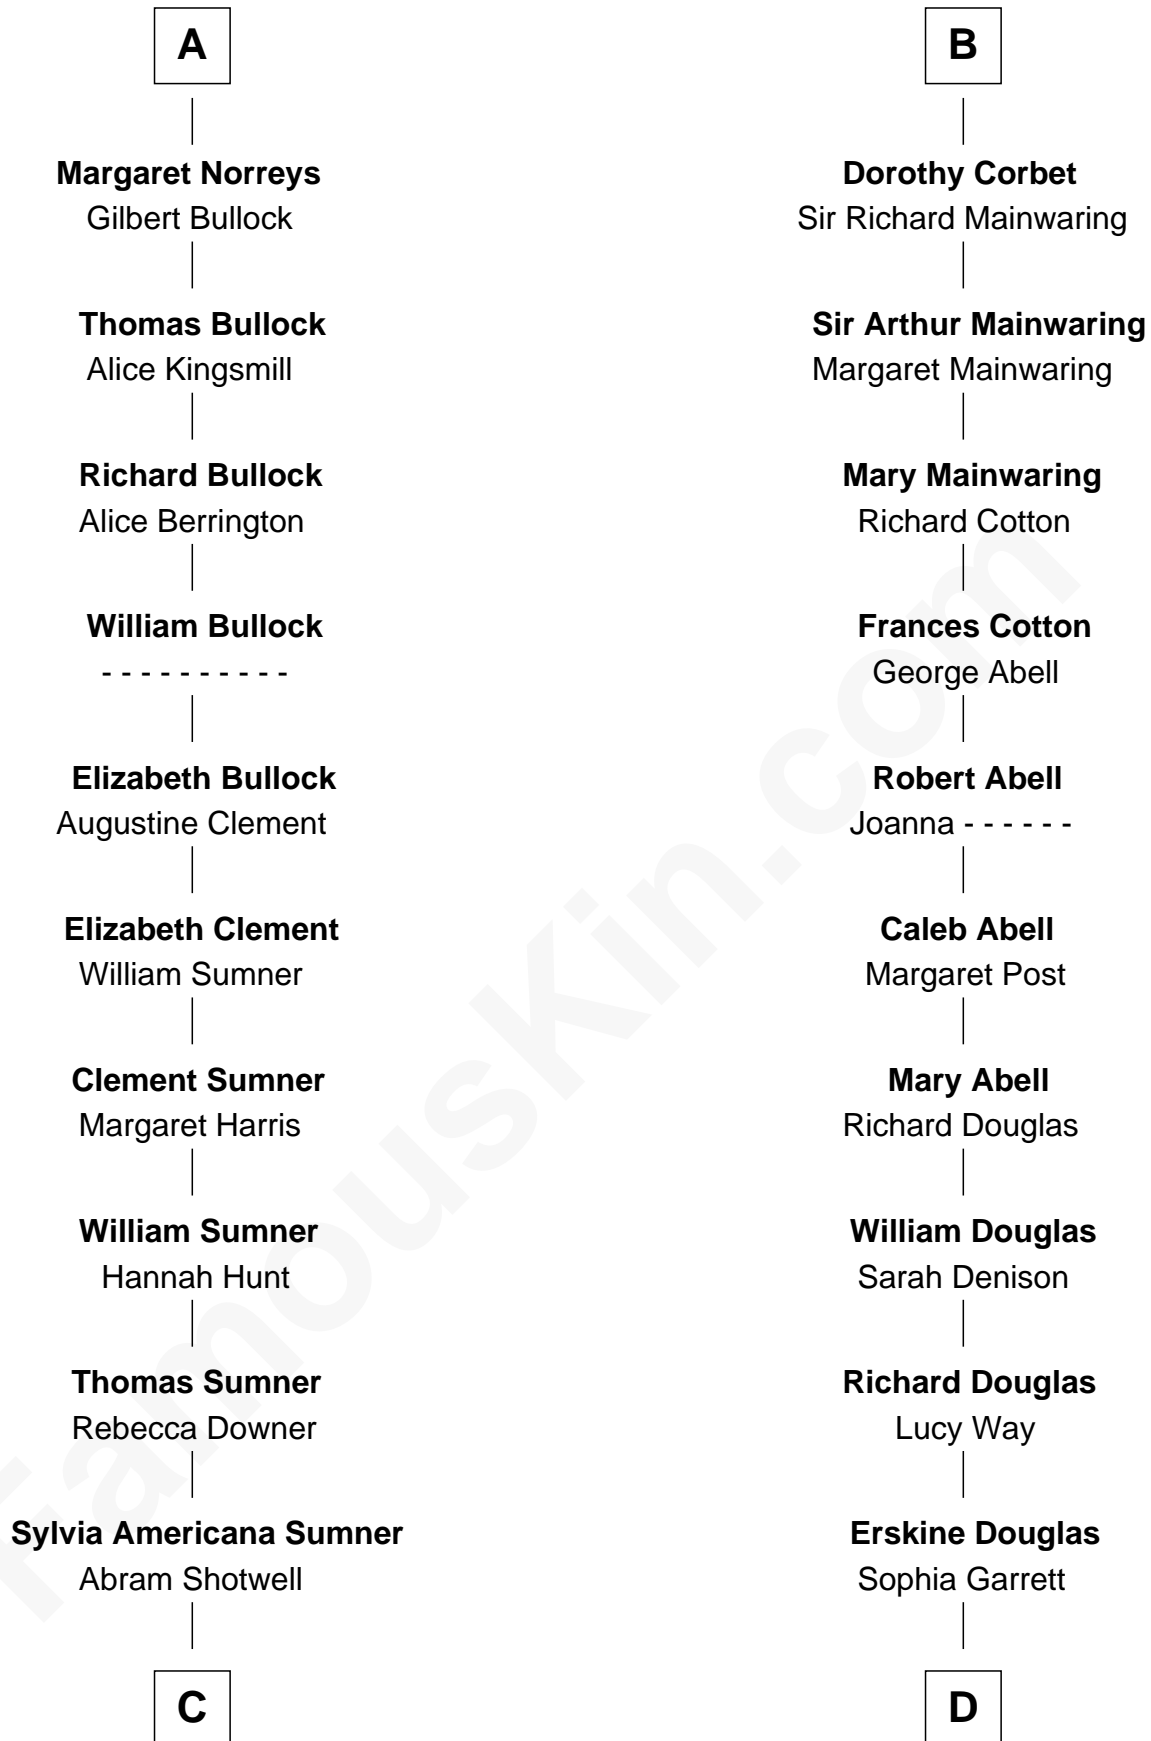 A
Margaret Norreys
Gilbert Bullock
Thomas Bullock
Alice Kingsmill
Richard Bullock
Alice Berrington
William Bullock
- - - - - - - - - -
Elizabeth Bullock
Augustine Clement
Elizabeth Clement
William Sumner
Clement Sumner
Margaret Harris
William Sumner
Hannah Hunt
Thomas Sumner
Rebecca Downer
Sylvia Americana Sumner
Abram Shotwell
C
B
Dorothy Corbet
Sir Richard Mainwaring
Sir Arthur Mainwaring
Margaret Mainwaring
Mary Mainwaring
Richard Cotton
Frances Cotton
George Abell
Robert Abell
Joanna - - - - - -
Caleb Abell
Margaret Post
Mary Abell
Richard Douglas
William Douglas
Sarah Denison
Richard Douglas
Lucy Way
Erskine Douglas
Sophia Garrett
D
FamousKin.com